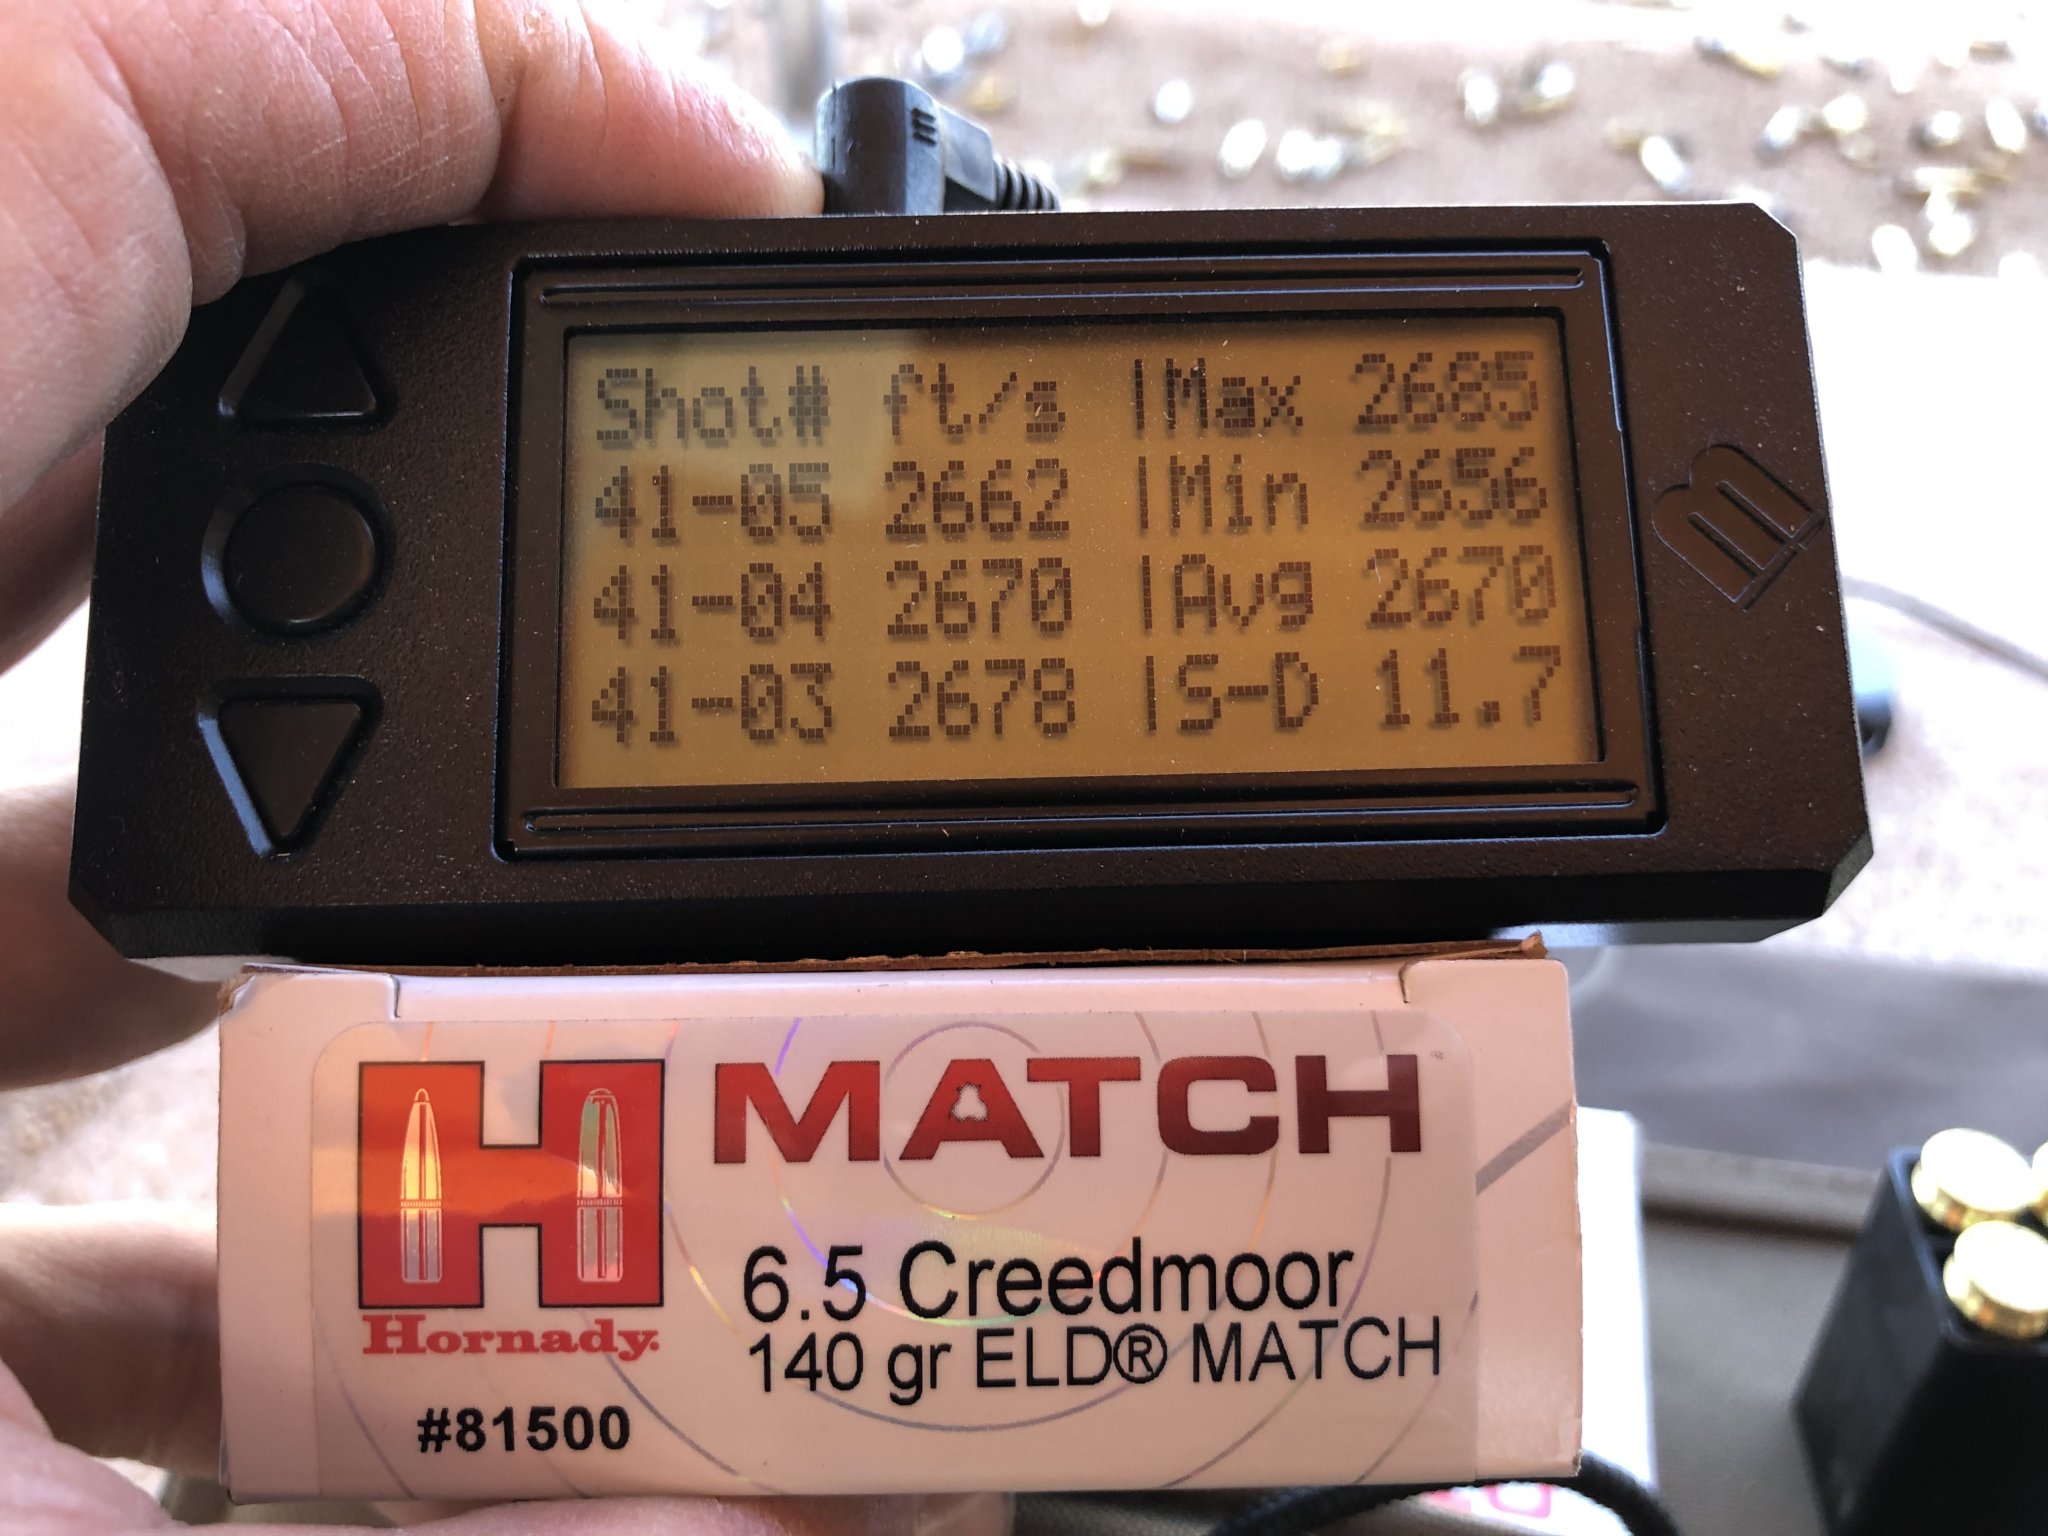 Shot# ft/s |Max 2685
41-05 2662 |Min 2656
41-04 2670 |Avg 2670
41-03 2678 |S-D 11.7
MATCH
Hornady.
6.5 Creedmoor
140 gr ELD® MATCH
#81500